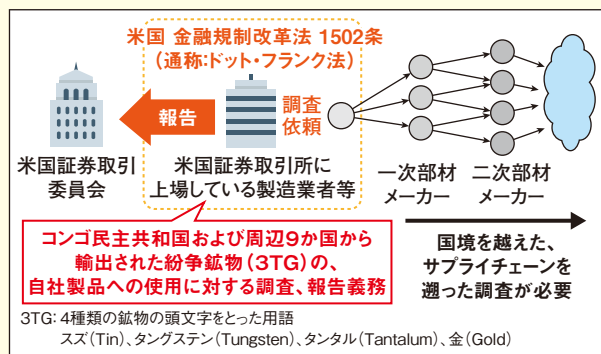 米国 金融規制改革法 1502条
(通称:ドット・フランク法)
報告
調査
依頼
米国証券取引
委員会
米国証券取引所に
上場している製造業者等
一次部材
メーカー
二次部材
メーカー
コンゴ民主共和国および周辺9か国から
輸出された紛争鉱物(3TG)の、
自社製品への使用に対する調査、報告義務
国境を越えた、
サプライチェーンを
遡った調査が必要
3TG: 4種類の鉱物の頭文字をとった用語
スズ(Tin)、タングステン(Tungsten)、タンタル(Tantalum)、金(Gold)